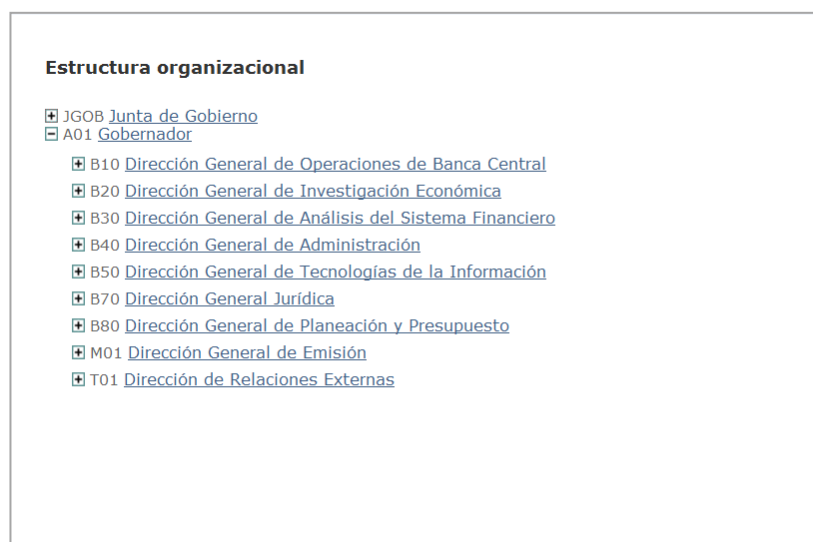 Estructura organizacional
JGOB Junta de Gobierno
A01 Gobernador
B10 Dirección General de Operaciones de Banca Central
B20 Dirección General de Investigación Económica
B30 Dirección General de Análisis del Sistema Financiero
B40 Dirección General de Administración
B50 Dirección General de Tecnologías de la Información
B70 Dirección General Jurídica
B80 Dirección General de Planeación y Presupuesto
M01 Dirección General de Emisión
T01 Dirección de Relaciones Externas